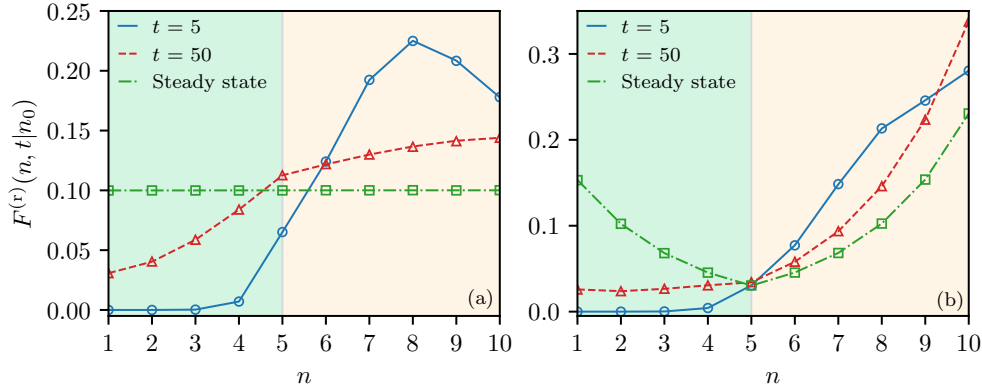 F^(r)(n, t|n₀)
0.25
0.20
0.15
0.10
0.05
0.00
t = 5
t = 50
Steady state
(a)
1 2 3 4 5 6 7 8 9 10
n
0.3
0.2
0.1
0.0
t = 5
t = 50
Steady state
(b)
1 2 3 4 5 6 7 8 9 10
n